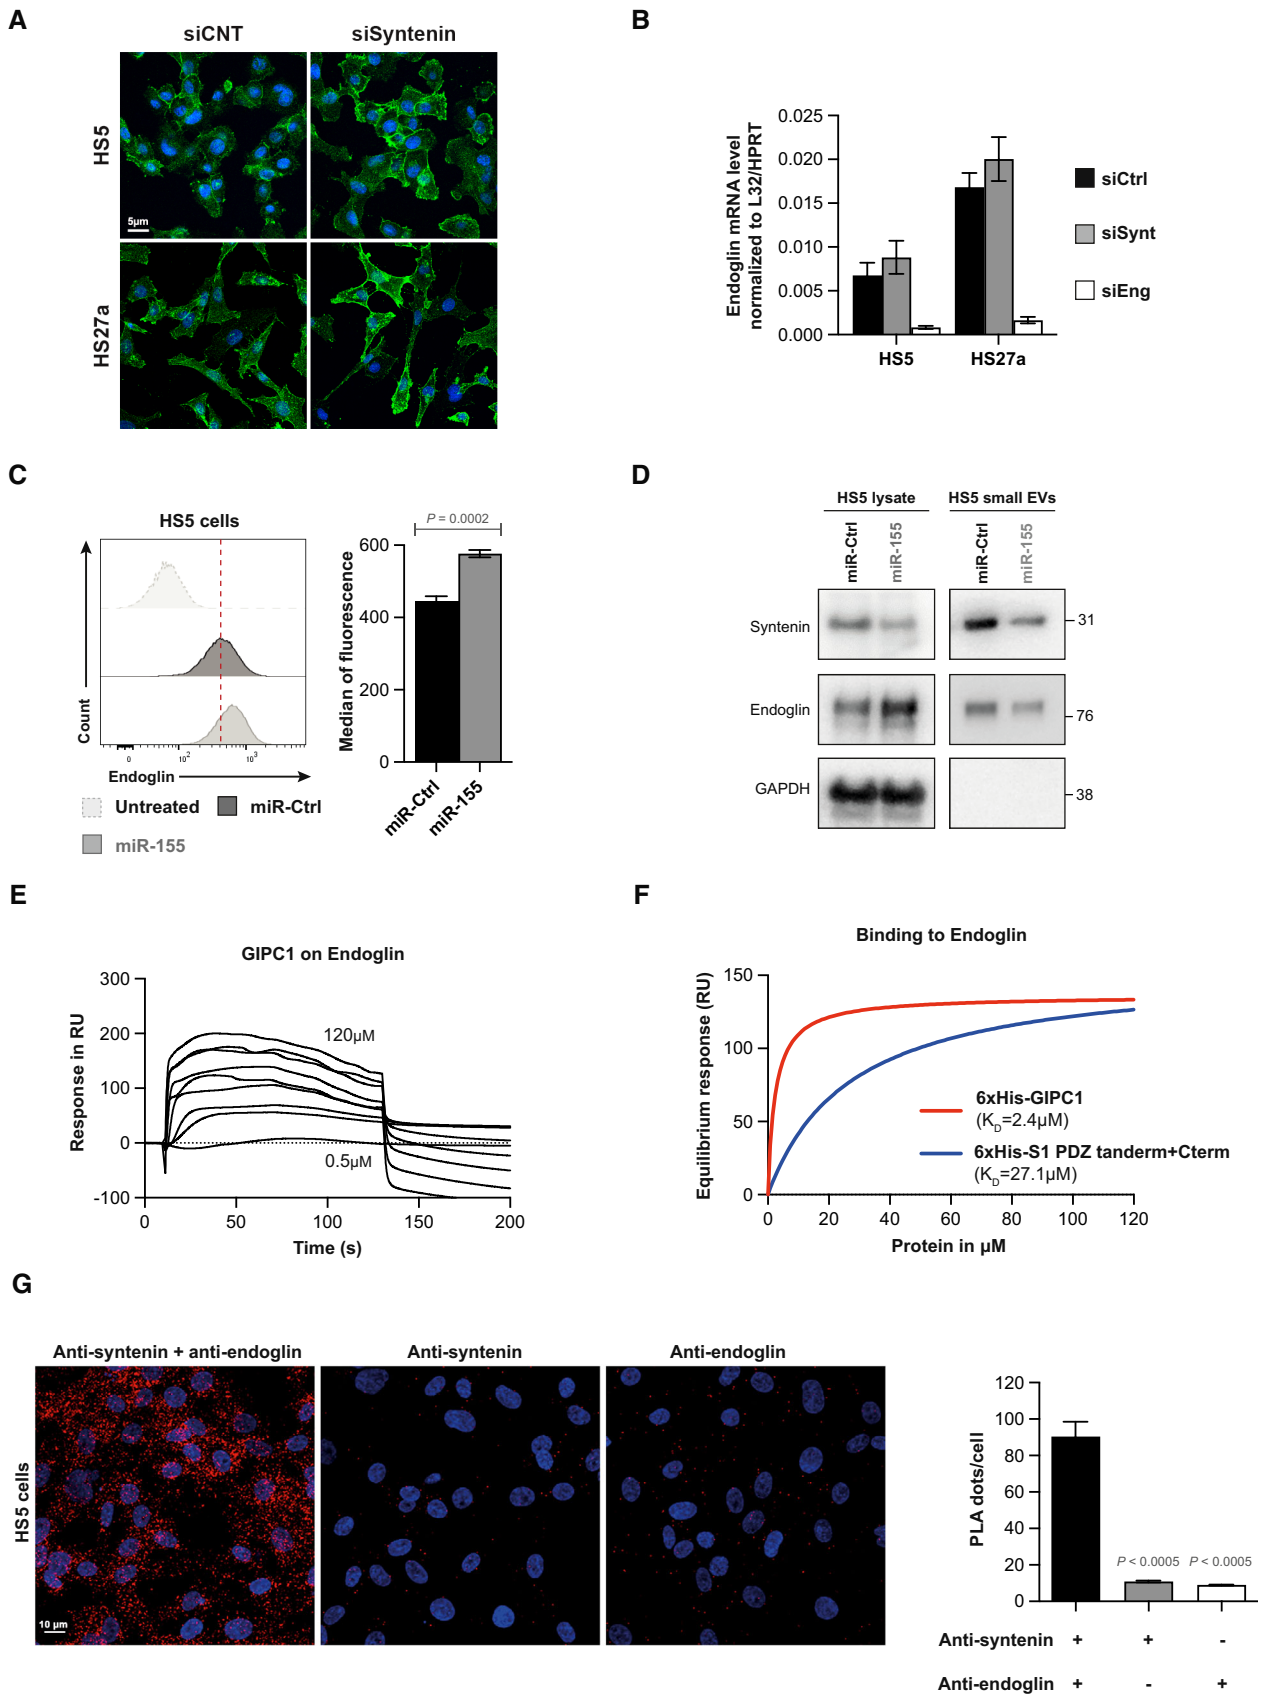 A
siCNT
siSyntenin
HS5
5µm
HS27a
B
Endoglin mRNA level
normalized to L32/HPRT
0.025
0.020
0.015
0.010
0.005
0.000
HS5
HS27a
siCtrl
siSynt
siEng
C
HS5 cells
Count
0
10²
10³
Endoglin
Untreated
miR-Ctrl
miR-155
P = 0.0002
Median of fluorescence
600
400
200
0
miR-Ctrl
miR-155
D
HS5 lysate
HS5 small EVs
miR-Ctrl
miR-155
miR-Ctrl
miR-155
Syntenin
31
Endoglin
76
GAPDH
38
E
GIPC1 on Endoglin
Response in RU
300
200
100
0
-100
120µM
0.5µM
0
50
100
150
200
Time (s)
F
Binding to Endoglin
Equilibrium response (RU)
150
100
50
0
6xHis-GIPC1
(K_D=2.4µM)
6xHis-S1 PDZ tanderm+Cterm
(K_D=27.1µM)
0
20
40
60
80
100
120
Protein in µM
G
Anti-syntenin + anti-endoglin
Anti-syntenin
Anti-endoglin
HS5 cells
10 µm
PLA dots/cell
120
100
80
60
40
20
0
P < 0.0005
P < 0.0005
Anti-syntenin + + -
Anti-endoglin + - +